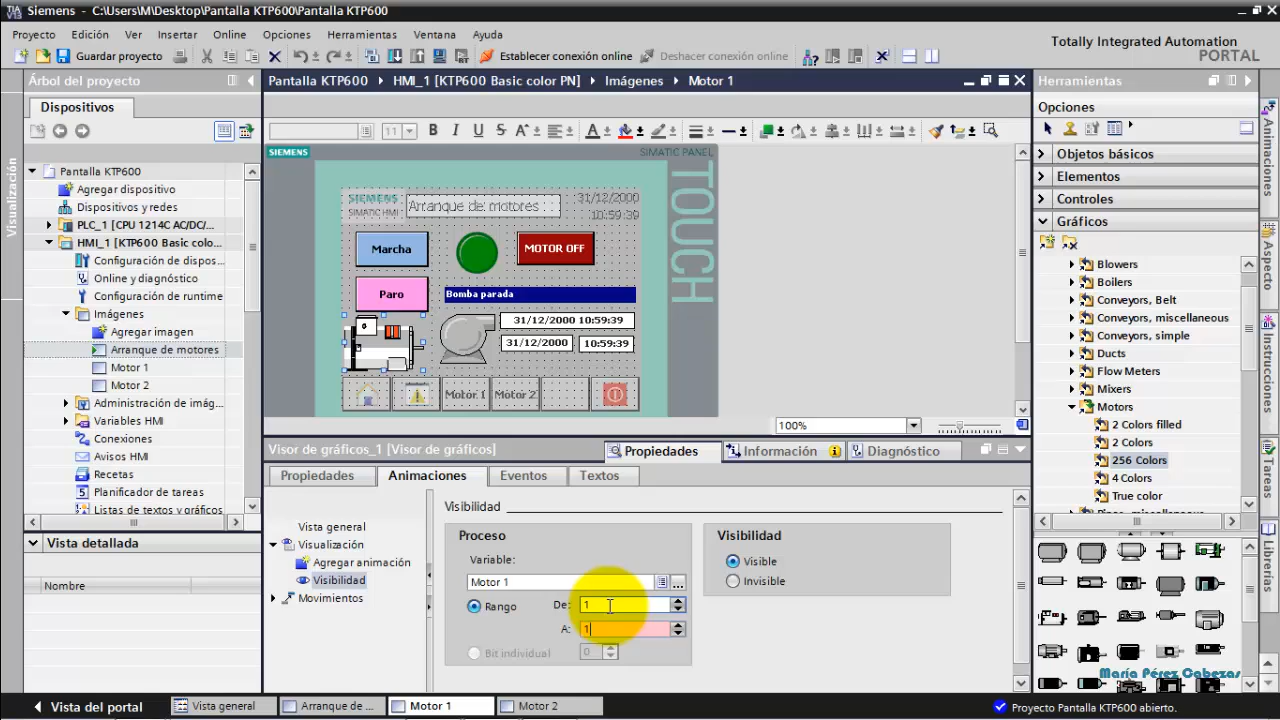 Siemens - C:\Users\M\Desktop\Pantalla KTP600\Pantalla KTP600
Proyecto Edición Ver Insertar Online Opciones Herramientas Ventana Ayuda
Totally Integrated Automation
PORTAL
Guardar proyecto
Establecer conexión online
Deshacer conexión online
Árbol del proyecto
Dispositivos
Visualización
Pantalla KTP600
Agregar dispositivo
Dispositivos y redes
PLC_1 [CPU 1214C AC/DC/...
HMI_1 [KTP600 Basic colo...
Configuración de dispos...
Online y diagnóstico
Configuración de runtime
Imágenes
Agregar imagen
Arranque de motores
Motor 1
Motor 2
Administración de imág...
Variables HMI
Conexiones
Avisos HMI
Recetas
Planificador de tareas
Listas de textos y gráficos
Vista detallada
Nombre
Pantalla KTP600 HMI_1 [KTP600 Basic color PN] Imágenes Motor 1
11
B I U S A
SIEMENS
SIMATIC PANEL
TOUCH
SIEMENS
SIMATIC HMI
Arranque de motores
31/12/2000
10:59:39
Marcha
MOTOR OFF
Paro
Bomba parada
31/12/2000 10:59:39
31/12/2000 10:59:39
Motor 1 Motor 2
100%
Visor de gráficos_1 [Visor de gráficos]
Propiedades Información Diagnóstico
Propiedades Animaciones Eventos Textos
Vista general
Visualización
Agregar animación
Visibilidad
Movimientos
Visibilidad
Proceso
Variable:
Motor 1
Rango De: 1
A: 1
Bit individual 0
Visibilidad
Visible
Invisible
Herramientas
Opciones
Objetos básicos
Elementos
Controles
Gráficos
Blowers
Boilers
Conveyors, Belt
Conveyors, miscellaneous
Conveyors, simple
Ducts
Flow Meters
Mixers
Motors
2 Colors filled
2 Colors
256 Colors
4 Colors
True color
María Pérez Cabezas
Animaciones
Aspecto
Instrucciones
Tareas
Librerías
Vista del portal
Vista general
Arranque de ...
Motor 1
Motor 2
Proyecto Pantalla KTP600 abierto.